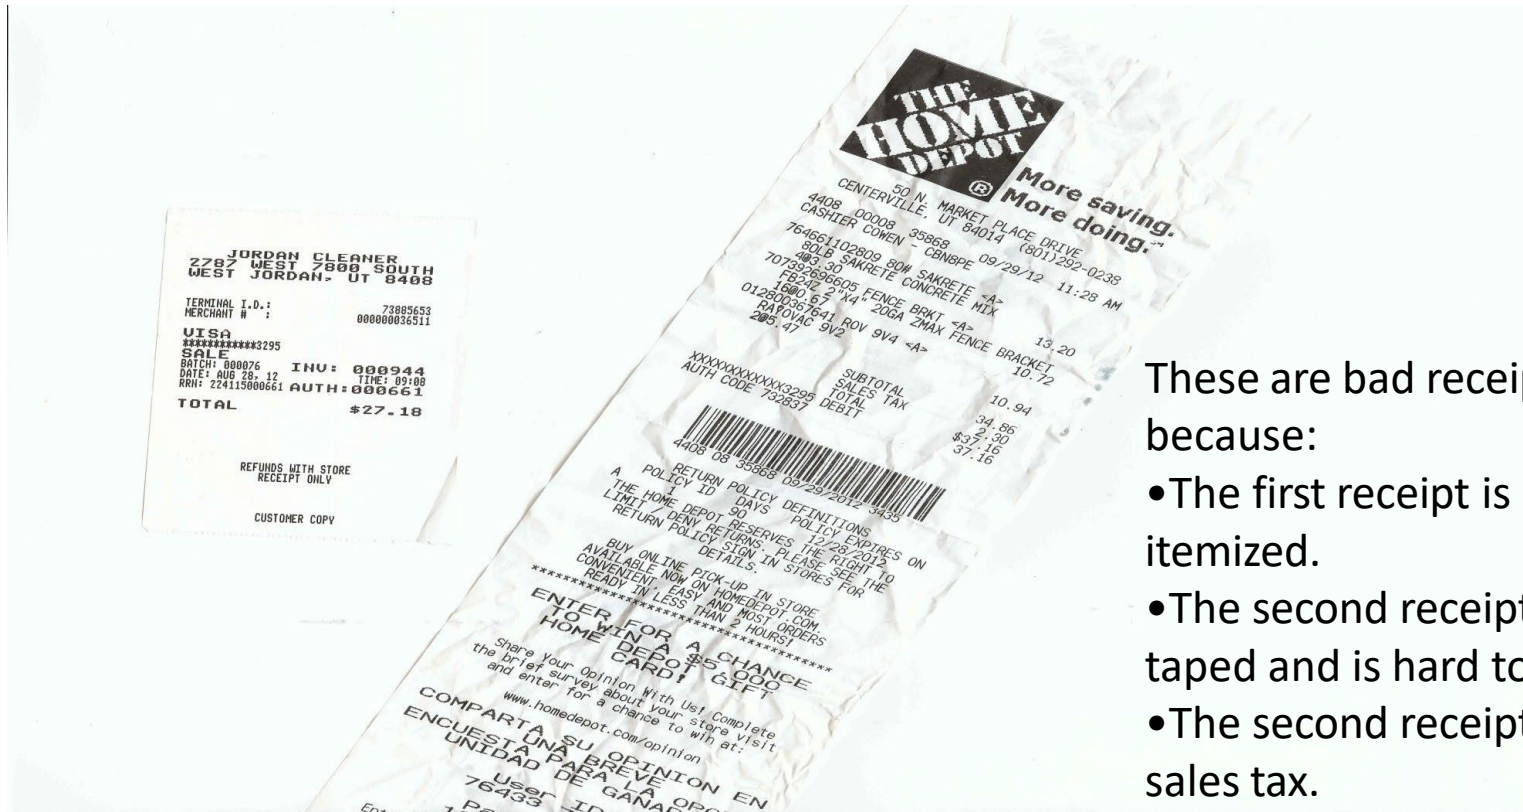 JORDAN CLEANER
2787 WEST 7800 SOUTH
WEST JORDAN, UT 8408
TERMINAL I.D.: 73885653
MERCHANT # : 000000036511
VISA
************3295
SALE
BATCH: 000076 INV: 000944
DATE: AUG 28, 12 TIME: 09:08
RRN: 224115000661 AUTH:000661
TOTAL $27.18
REFUNDS WITH STORE
RECEIPT ONLY
CUSTOMER COPY
THE
HOME
DEPOT
®
More saving.
More doing.™
50 N. MARKET PLACE DRIVE
CENTERVILLE, UT 84014 (801)292-0238
4408 00008 35868 09/29/12 11:28 AM
CASHIER COWEN - CBN8PE
764661102809 80# SAKRETE <A>
80LB SAKRETE CONCRETE MIX
4@3.30 13.20
707392696605 FENCE BRKT <A>
FB24Z 2"X4" 20GA ZMAX FENCE BRACKET
16@0.67 10.72
012800367641 ROV 9V4 <A>
RAYOVAC 9V2
2@5.47 10.94
SUBTOTAL 34.86
SALES TAX 2.30
TOTAL $37.16
XXXXXXXXXXXX3295 DEBIT 37.16
AUTH CODE 732837
4408 08 35868 09/29/2012 3435
RETURN POLICY DEFINITIONS
POLICY ID DAYS POLICY EXPIRES ON
A 1 90 12/28/2012
THE HOME DEPOT RESERVES THE RIGHT TO
LIMIT / DENY RETURNS. PLEASE SEE THE
RETURN POLICY SIGN IN STORES FOR
DETAILS.
BUY ONLINE PICK-UP IN STORE
AVAILABLE NOW ON HOMEDEPOT.COM.
CONVENIENT, EASY AND MOST ORDERS
READY IN LESS THAN 2 HOURS!
ENTER FOR A CHANCE
TO WIN A $5,000
HOME DEPOT GIFT
CARD!
Share Your Opinion With Us! Complete
the brief survey about your store visit
and enter for a chance to win at:
www.homedepot.com/opinion
COMPARTA SU OPINION EN
UNA BREVE
ENCUESTA PARA LA
UNIDAD DE GANAR
User ID:
76433
These are bad recei
because:
•The first receipt is
itemized.
•The second receipt
taped and is hard to
•The second receipt
sales tax.